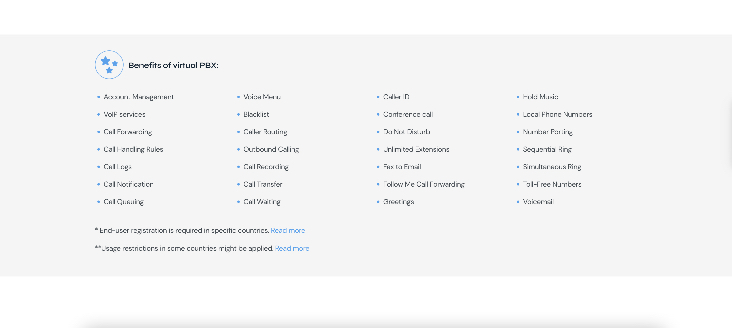 Benefits of virtual PBX:
Account Management
VoIP services
Call Forwarding
Call Handling Rules
Call Logs
Call Notification
Call Queuing
Voice Menu
Blacklist
Caller Routing
Outbound Calling
Call Recording
Call Transfer
Call Waiting
Caller ID
Conference call
Do Not Disturb
Unlimited Extensions
Fax to Email
Follow Me Call Forwarding
Greetings
Hold Music
Local Phone Numbers
Number Porting
Sequential Ring
Simultaneous Ring
Toll-Free Numbers
Voicemail
* End-user registration is required in specific countries. Read more.
**Usage restrictions in some countries might be applied. Read more